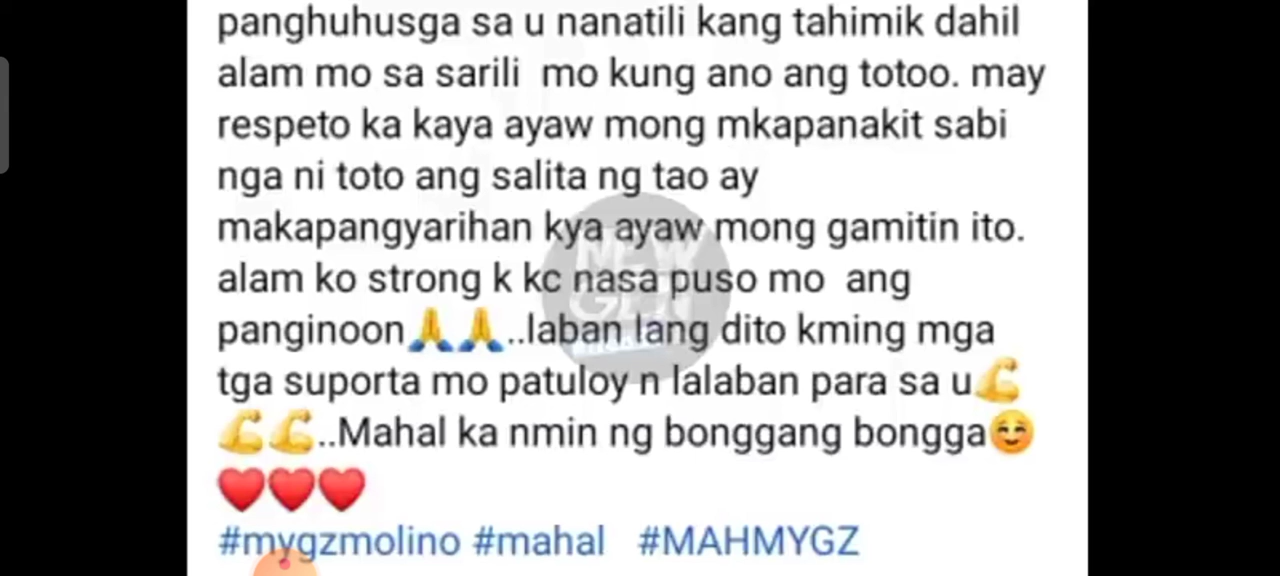 panghuhusga sa u nanatili kang tahimik dahil
alam mo sa sarili mo kung ano ang totoo. may
respeto ka kaya ayaw mong mkapanakit sabi
nga ni toto ang salita ng tao ay
makapangyarihan kya ayaw mong gamitin ito.
alam ko strong k kc nasa puso mo ang
panginoon🙏🙏..laban lang dito kming mga
tga suporta mo patuloy n lalaban para sa u💪
💪💪..Mahal ka nmin ng bonggang bongga☺️
❤️❤️❤️
#mygzmolino #mahal #MAHMYGZ
NEW
GEN